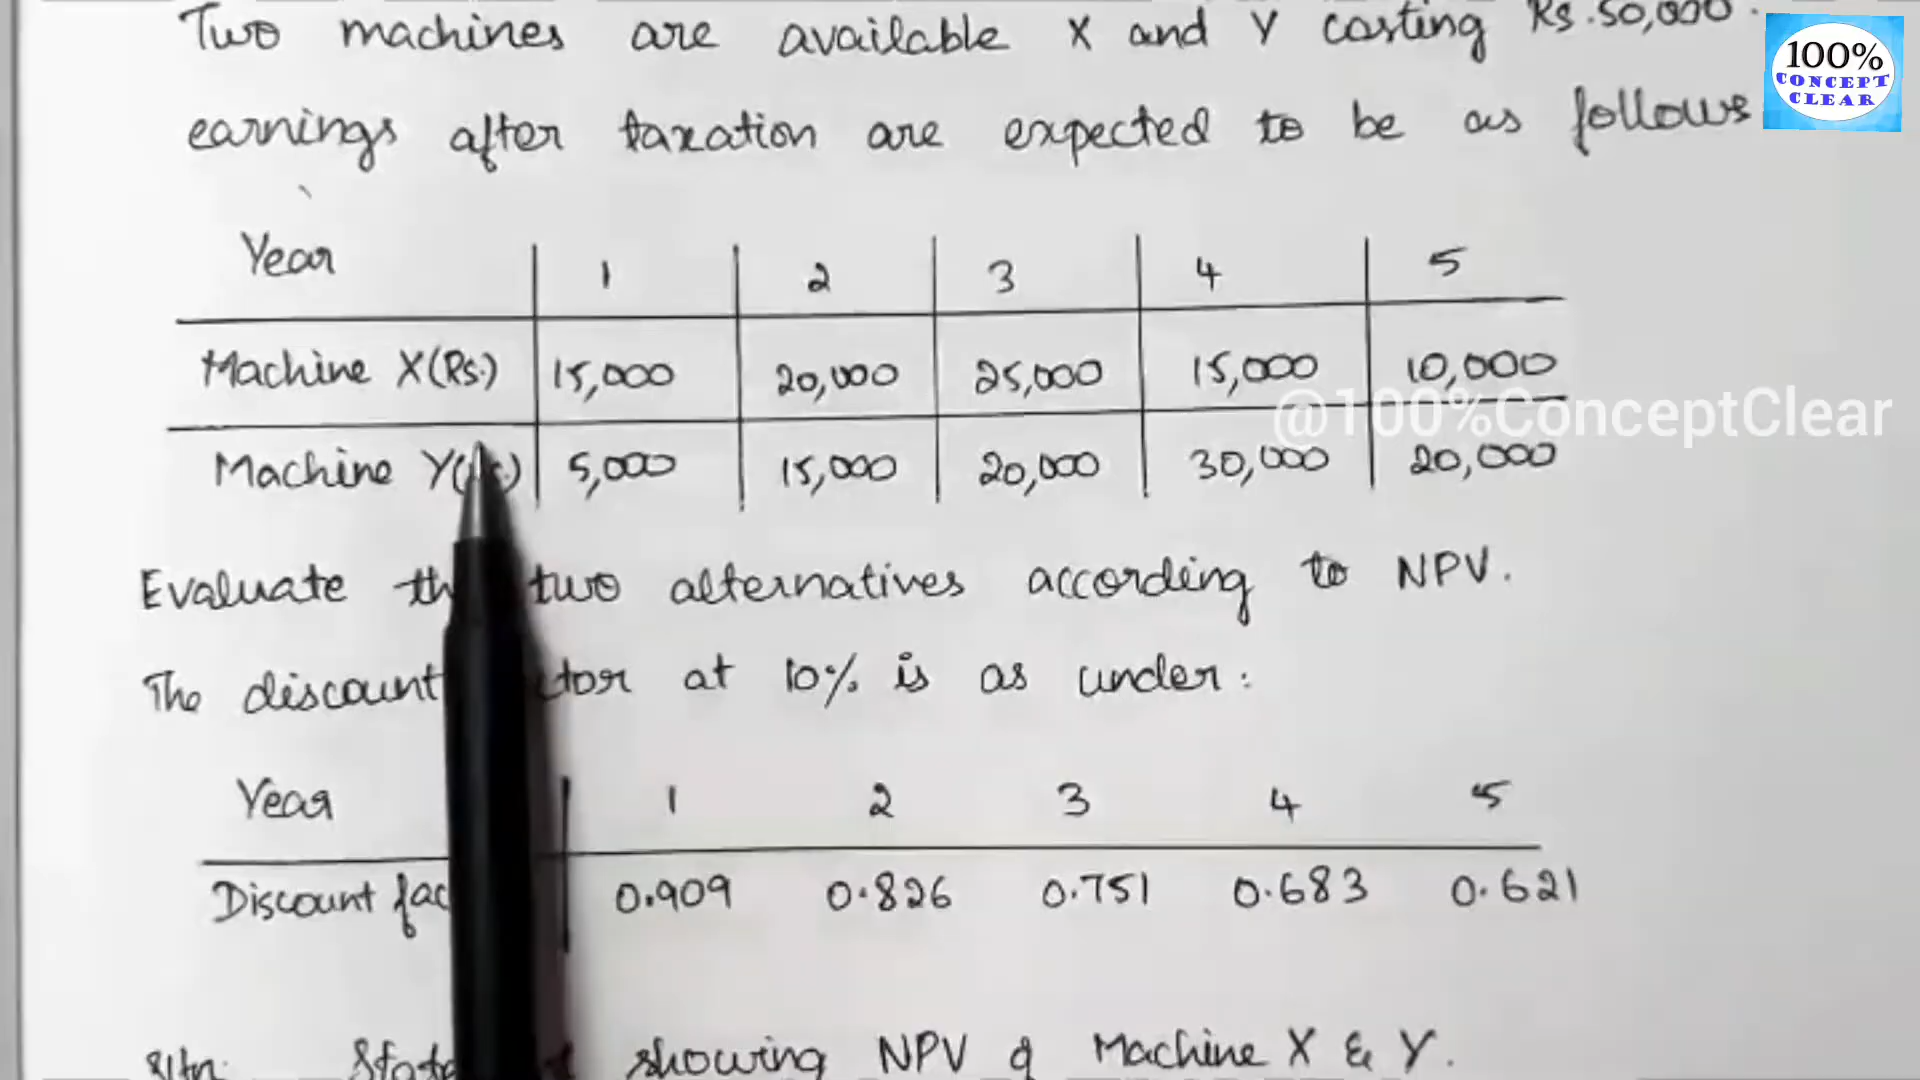 Two machines are available X and Y costing Rs.50,000.
earnings after taxation are expected to be as follows
100%
CONCEPT
CLEAR
Year 1 2 3 4 5
Machine X(Rs.) 15,000 20,000 25,000 15,000 10,000
@100%ConceptClear
Machine Y( 5,000 15,000 20,000 30,000 20,000
Evaluate two alternatives according to NPV.
The discount at 10% is as under:
Year 1 2 3 4 5
Discount 0.909 0.826 0.751 0.683 0.621
showing NPV of Machine X & Y.